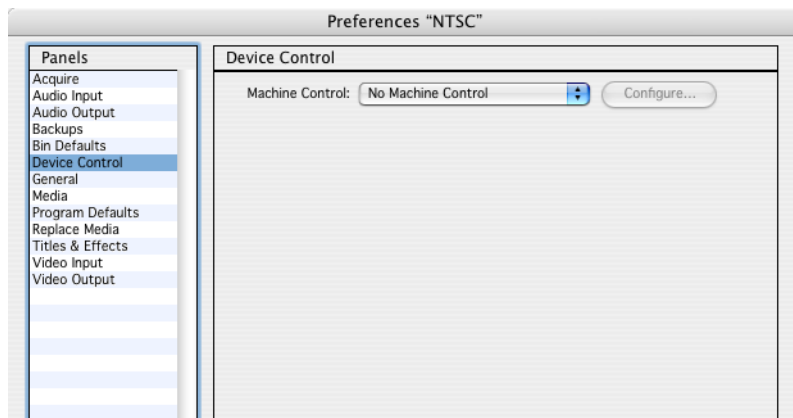 Preferences “NTSC”
Panels
Acquire
Audio Input
Audio Output
Backups
Bin Defaults
Device Control
General
Media
Program Defaults
Replace Media
Titles & Effects
Video Input
Video Output
Device Control
Machine Control: No Machine Control Configure...